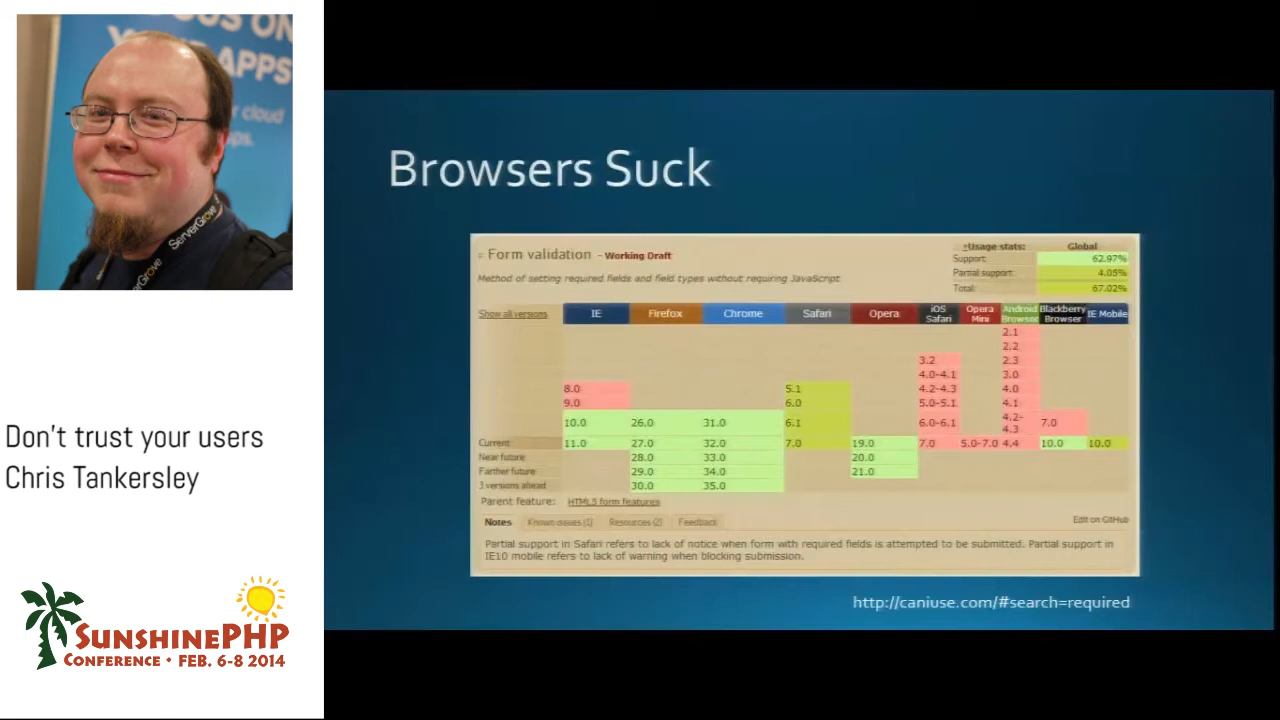 OUR APPS
cloud
ServerGrove
Don't trust your users
Chris Tankersley
SUNSHINEPHP
CONFERENCE • FEB. 6-8 2014
Browsers Suck
Form validation - Working Draft
*Usage stats: Global
Support: 62.97%
Partial support: 4.05%
Total: 67.02%
Method of setting required fields and field types without requiring JavaScript.
Show all versions IE Firefox Chrome Safari Opera iOS Safari Opera Mini Android Browser Blackberry Browser IE Mobile
2.1
2.2
3.2 2.3
4.0-4.1 3.0
8.0 5.1 4.2-4.3 4.0
9.0 6.0 5.0-5.1 4.1
10.0 26.0 31.0 6.1 6.0-6.1 4.2-4.3 7.0
Current 11.0 27.0 32.0 7.0 19.0 7.0 5.0-7.0 4.4 10.0 10.0
Near future 28.0 33.0 20.0
Farther future 29.0 34.0 21.0
3 versions ahead 30.0 35.0
Parent feature: HTML5 form features
Notes Known issues (1) Resources (2) Feedback Edit on GitHub
Partial support in Safari refers to lack of notice when form with required fields is attempted to be submitted. Partial support in
IE10 mobile refers to lack of warning when blocking submission.
http://caniuse.com/#search=required